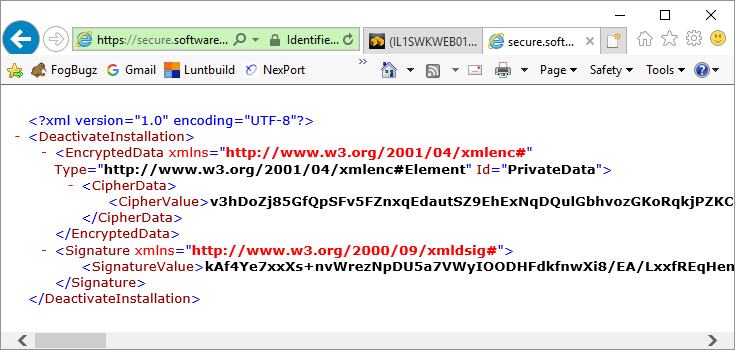 https://secure.software...
Identifie...
(IL1SWKWEB01...
secure.soft...
FogBugz
Gmail
Luntbuild
NexPort
»
Page
Safety
Tools
»
<?xml version="1.0" encoding="UTF-8"?>
- <DeactivateInstallation>
- <EncryptedData xmlns="http://www.w3.org/2001/04/xmlenc#"
Type="http://www.w3.org/2001/04/xmlenc#Element" Id="PrivateData">
- <CipherData>
<CipherValue>v3hDoZj85GfQpSFv5FZnxqEdautSZ9EhExNqDQulGbhvozGKoRqkjPZKC
</CipherData>
</EncryptedData>
- <Signature xmlns="http://www.w3.org/2000/09/xmldsig#">
<SignatureValue>kAf4Ye7xxXs+nvWrezNpDU5a7VWyIOODHFdkfnwXi8/EA/LxxfREqHen
</Signature>
</DeactivateInstallation>